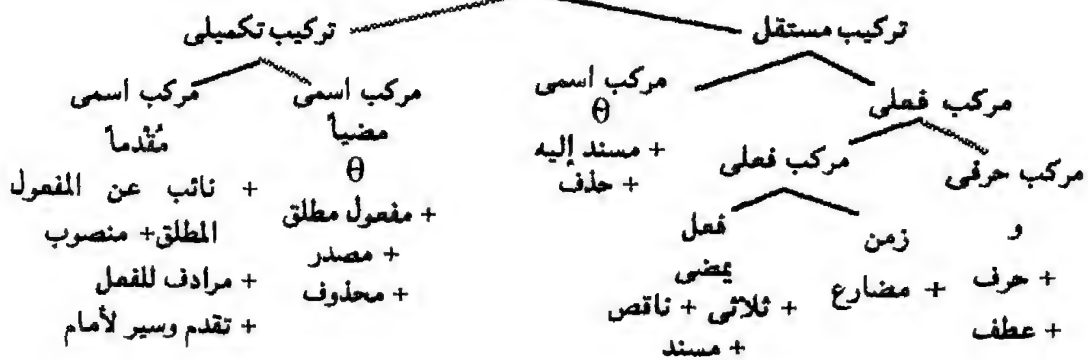 تركيب مستقل
تركيب تكميلى
مركب فعلى
مركب اسمى
θ
+ مسند إليه
+ حذف
مركب حرفى
و
+ حرف
+ عطف
مركب فعلى
زمن
+ مضارع
فعل
يمضى
+ ثلاثى + ناقص
+ مسند
مركب اسمى
مضياً
θ
+ مفعول مطلق
+ مصدر
+ محذوف
مركب اسمى
مُقْدماً
+ نائب عن المفعول
المطلق+ منصوب
+ مرادف للفعل
+ تقدم وسير لأمام